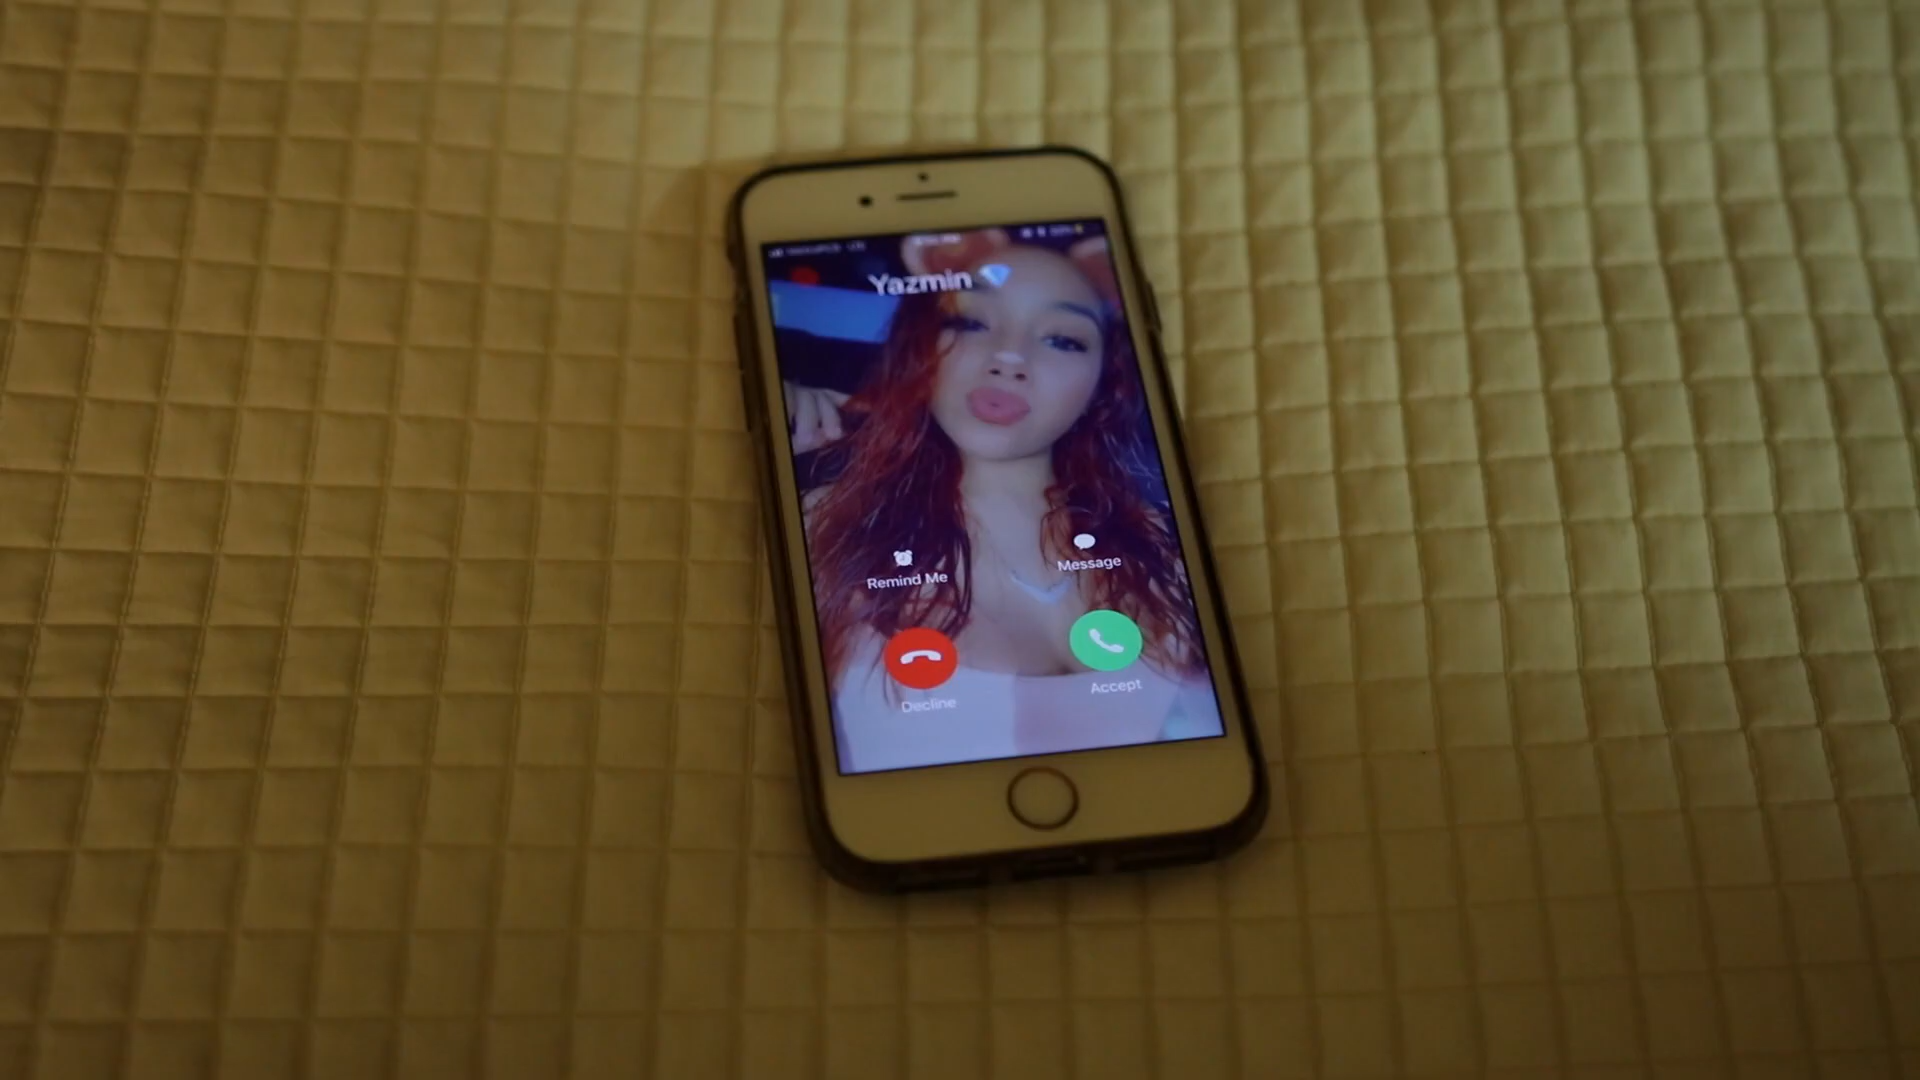 Yazmin 💎
Remind Me
Message
Decline
Accept